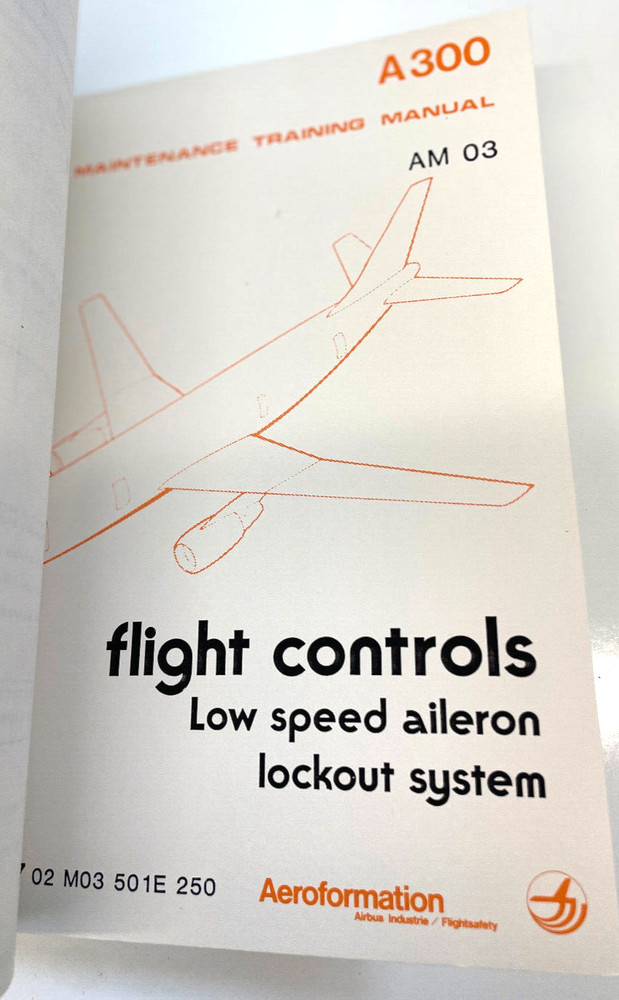 A300
MAINTENANCE TRAINING MANUAL
AM 03
flight controls
Low speed aileron
lockout system
02 M03 501E 250
Aeroformation
Airbus Industrie / Flightsafety